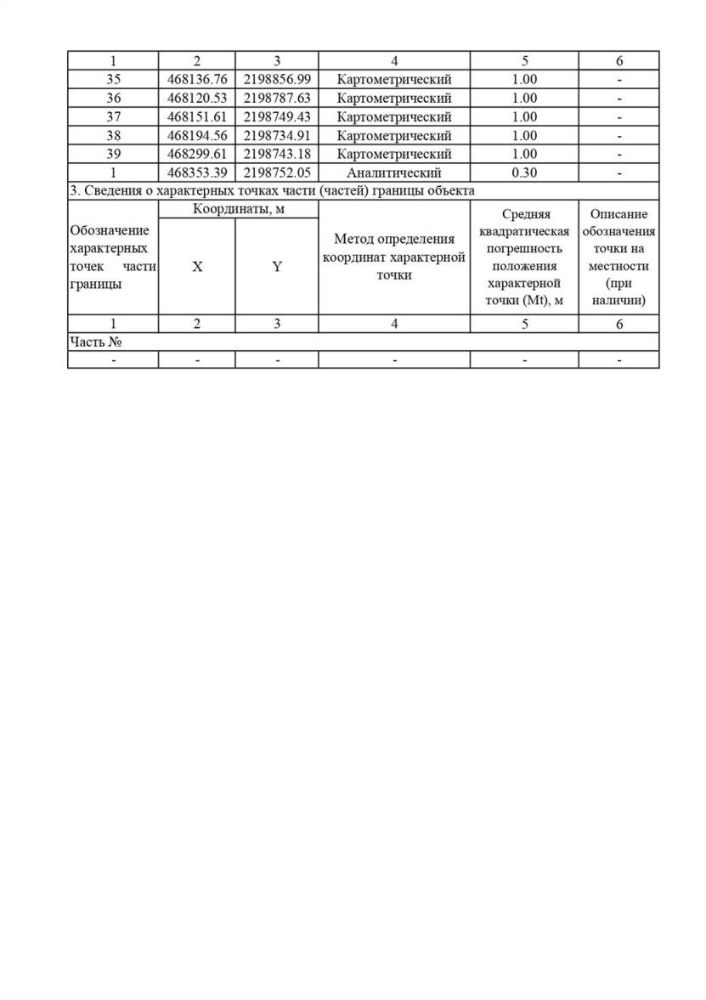 1 2 3 4 5 6
35 468136.76 2198856.99 Картометрический 1.00 -
36 468120.53 2198787.63 Картометрический 1.00 -
37 468151.61 2198749.43 Картометрический 1.00 -
38 468194.56 2198734.91 Картометрический 1.00 -
39 468299.61 2198743.18 Картометрический 1.00 -
1 468353.39 2198752.05 Аналитический 0.30 -
3. Сведения о характерных точках части (частей) границы объекта
Обозначение
характерных
точек части
границы
Координаты, м
X
Y
Метод определения
координат характерной
точки
Средняя
квадратическая
погрешность
положения
характерной
точки (Mt), м
Описание
обозначения
точки на
местности
(при
наличии)
1 2 3 4 5 6
Часть №
- - - - - -